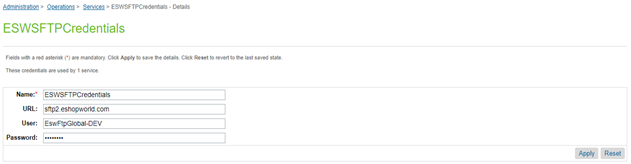 Administration > Operations > Services > ESWSFTPCredentials - Details
ESWSFTPCredentials
Fields with a red asterisk (*) are mandatory. Click Apply to save the details. Click Reset to revert to the last saved state.
These credentials are used by 1 service.
Name:* ESWSFTPCredentials
URL: sftp2.eshopworld.com
User: EswFtpGlobal-DEV
Password: ••••••••
Apply Reset